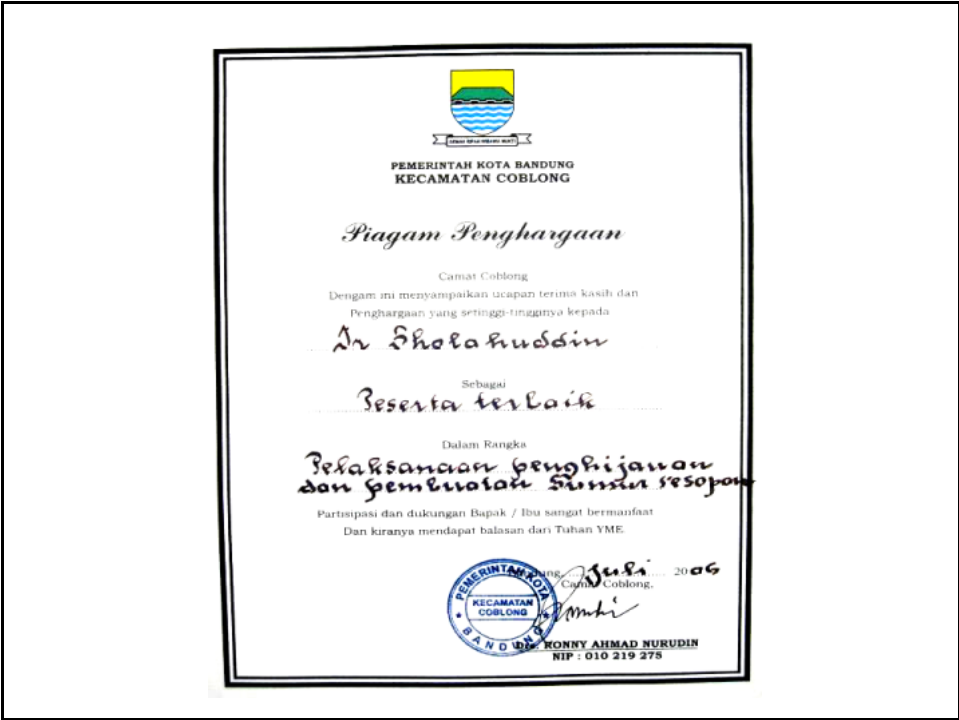 PEMERINTAH KOTA BANDUNG
KECAMATAN COBLONG
Piagam Penghargaan
Camat Coblong
Dengam ini menyampaikan ucapan terima kasih dan
Penghargaan yang setinggi-tingginya kepada
Ir Sholahuddin
Sebagai
Peserta terbaik
Dalam Rangka
Pelaksanaan penghijauan
dan pembuatan Sumur resapan
Partisipasi dan dukungan Bapak / Ibu sangat bermanfaat
Dan kiranya mendapat balasan dari Tuhan YME.
Bandung, Juli 2006
Camat Coblong,
PEMERINTAH KOTA
KECAMATAN
COBLONG
BANDUNG
Drs. RONNY AHMAD NURUDIN
NIP : 010 219 275